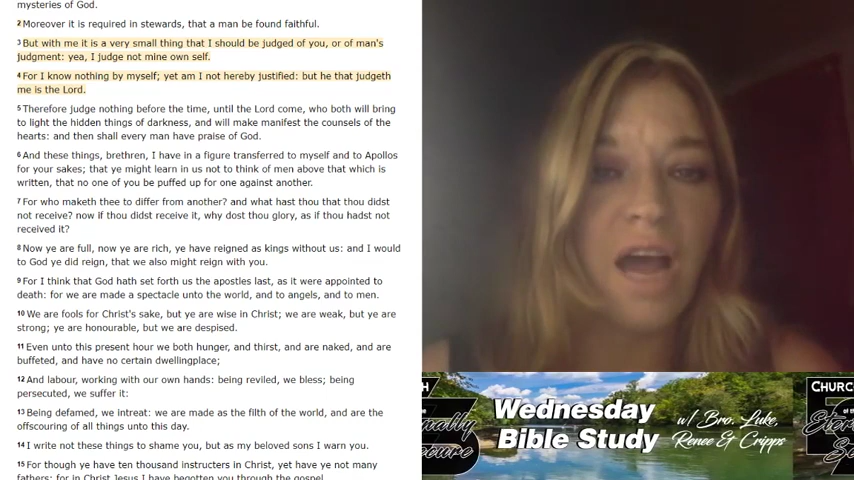 mysteries of God.
2 Moreover it is required in stewards, that a man be found faithful.
3 But with me it is a very small thing that I should be judged of you, or of man's
judgment: yea, I judge not mine own self.
4 For I know nothing by myself; yet am I not hereby justified: but he that judgeth
me is the Lord.
5 Therefore judge nothing before the time, until the Lord come, who both will bring
to light the hidden things of darkness, and will make manifest the counsels of the
hearts: and then shall every man have praise of God.
6 And these things, brethren, I have in a figure transferred to myself and to Apollos
for your sakes; that ye might learn in us not to think of men above that which is
written, that no one of you be puffed up for one against another.
7 For who maketh thee to differ from another? and what hast thou that thou didst
not receive? now if thou didst receive it, why dost thou glory, as if thou hadst not
received it?
8 Now ye are full, now ye are rich, ye have reigned as kings without us: and I would
to God ye did reign, that we also might reign with you.
9 For I think that God hath set forth us the apostles last, as it were appointed to
death: for we are made a spectacle unto the world, and to angels, and to men.
10 We are fools for Christ's sake, but ye are wise in Christ; we are weak, but ye are
strong; ye are honourable, but we are despised.
11 Even unto this present hour we both hunger, and thirst, and are naked, and are
buffeted, and have no certain dwellingplace;
12 And labour, working with our own hands: being reviled, we bless; being
persecuted, we suffer it:
13 Being defamed, we intreat: we are made as the filth of the world, and are the
offscouring of all things unto this day.
14 I write not these things to shame you, but as my beloved sons I warn you.
15 For though ye have ten thousand instructers in Christ, yet have ye not many
fathers: for in Christ Jesus I have begotten you through the gospel.
Wednesday
Bible Study
w/ Bro. Luke,
Renee & Cripps
CHURCH